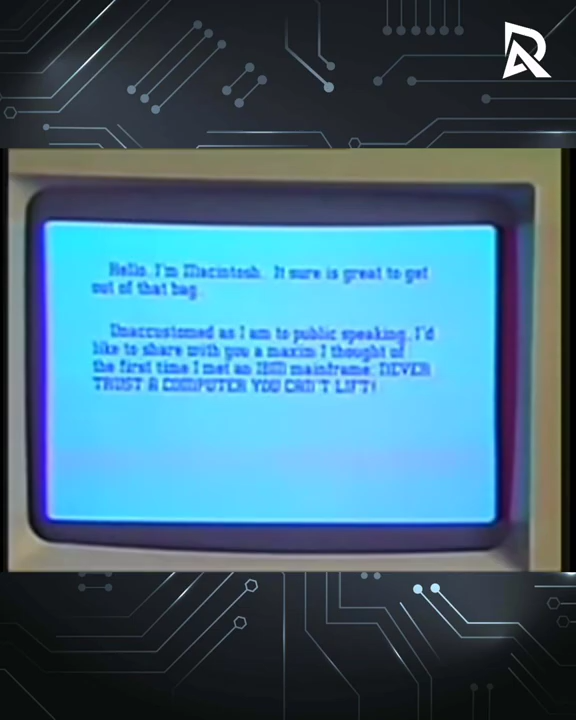 Hello, I'm Macintosh. It sure is great to get
out of that bag.
Unaccustomed as I am to public speaking, I'd
like to share with you a maxim I thought of
the first time I met an IBM mainframe: NEVER
TRUST A COMPUTER YOU CAN'T LIFT!